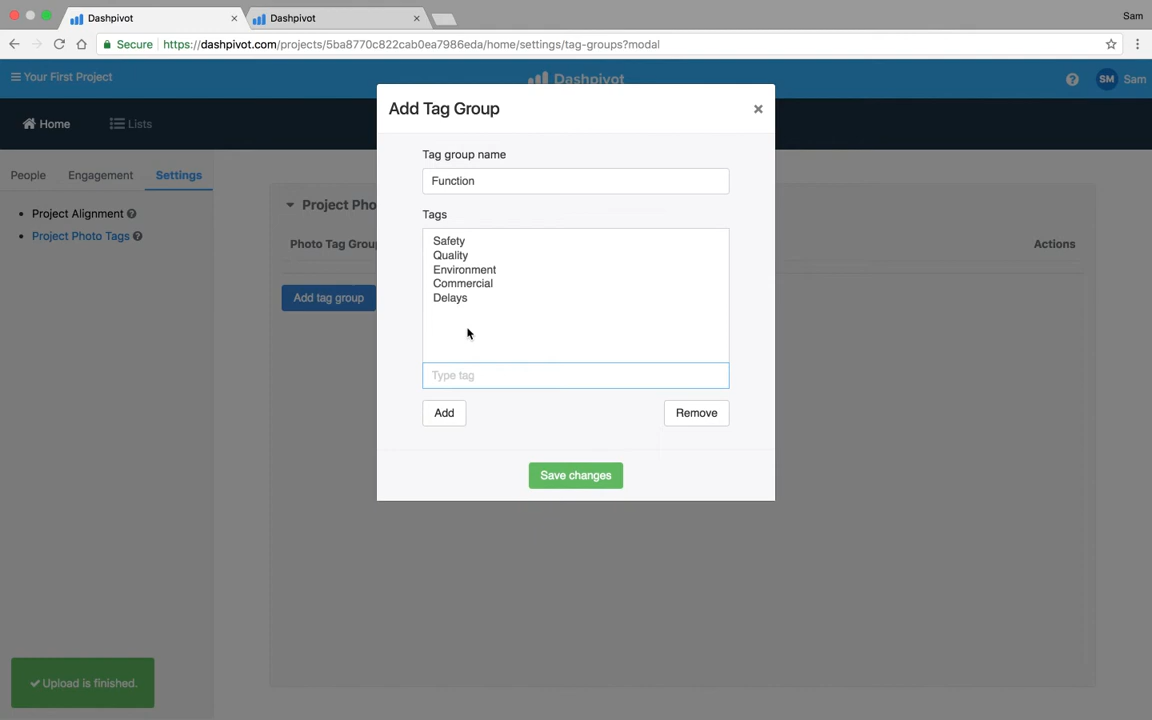 Dashpivot
Dashpivot
Sam
Secure https://dashpivot.com/projects/5ba8770c822cab0ea7986eda/home/settings/tag-groups?modal
Your First Project
Dashpivot
? SM Sam
Home
Lists
Add Tag Group
×
People
Engagement
Settings
Project Alignment ?
Project Photo Tags ?
Project Pho
Photo Tag Group
Actions
Add tag group
Tag group name
Function
Tags
Safety
Quality
Environment
Commercial
Delays
Type tag
Add
Remove
Save changes
Upload is finished.